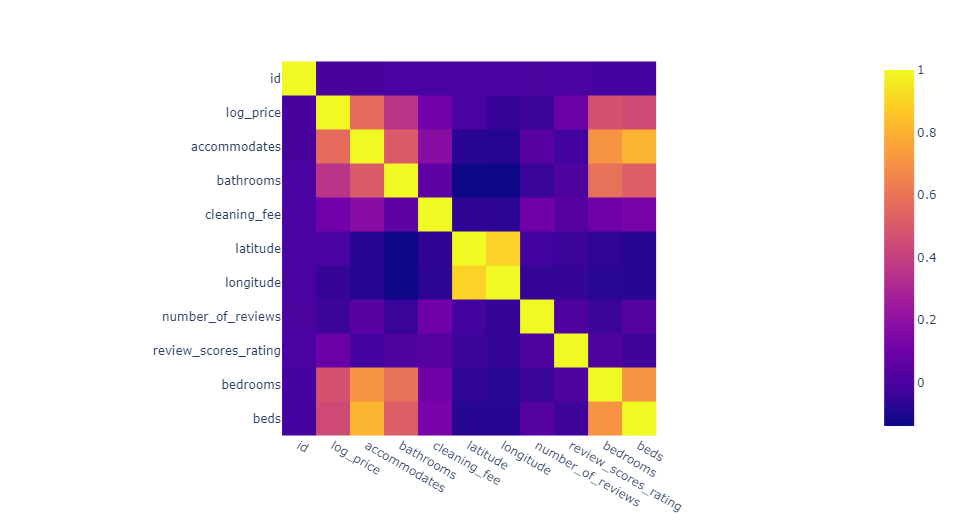 id
log_price
accommodates
bathrooms
cleaning_fee
latitude
longitude
number_of_reviews
review_scores_rating
bedrooms
beds
id
log_price
accommodates
bathrooms
cleaning_fee
latitude
longitude
number_of_reviews
review_scores_rating
bedrooms
beds
1
0.8
0.6
0.4
0.2
0